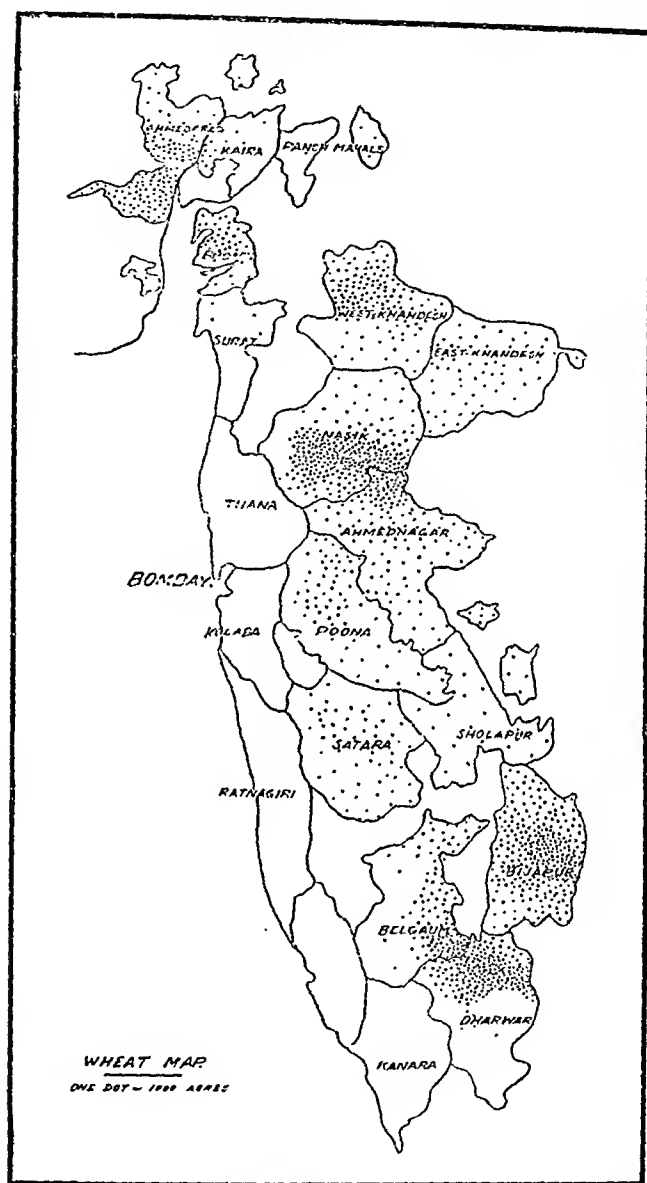 AHMEDABAD
KAIRA
PANCH MAHALS
SURAT
WEST-KHANDESH
EAST-KHANDESH
NASIK
THANA
AHMEDNAGAR
BOMBAY
KOLABA
POONA
SATARA
SHOLAPUR
RATNAGIRI
BIJAPUR
BELGAUM
DHARWAR
KANARA
WHEAT MAP
ONE DOT = 1000 ACRES